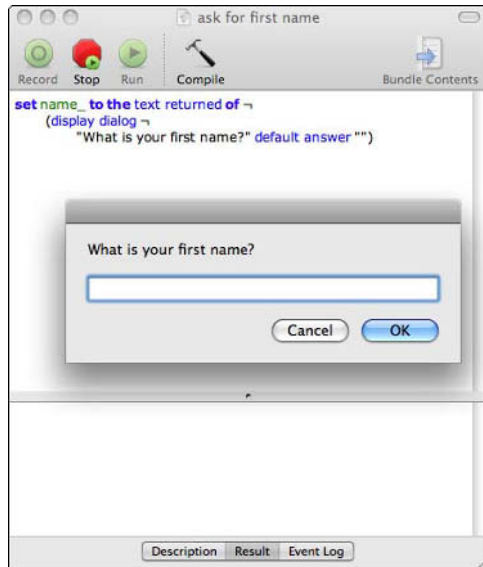 ask for first name
Record Stop Run Compile Bundle Contents
set name_ to the text returned of ¬
(display dialog ¬
"What is your first name?" default answer "")
What is your first name?
Cancel OK
Description Result Event Log